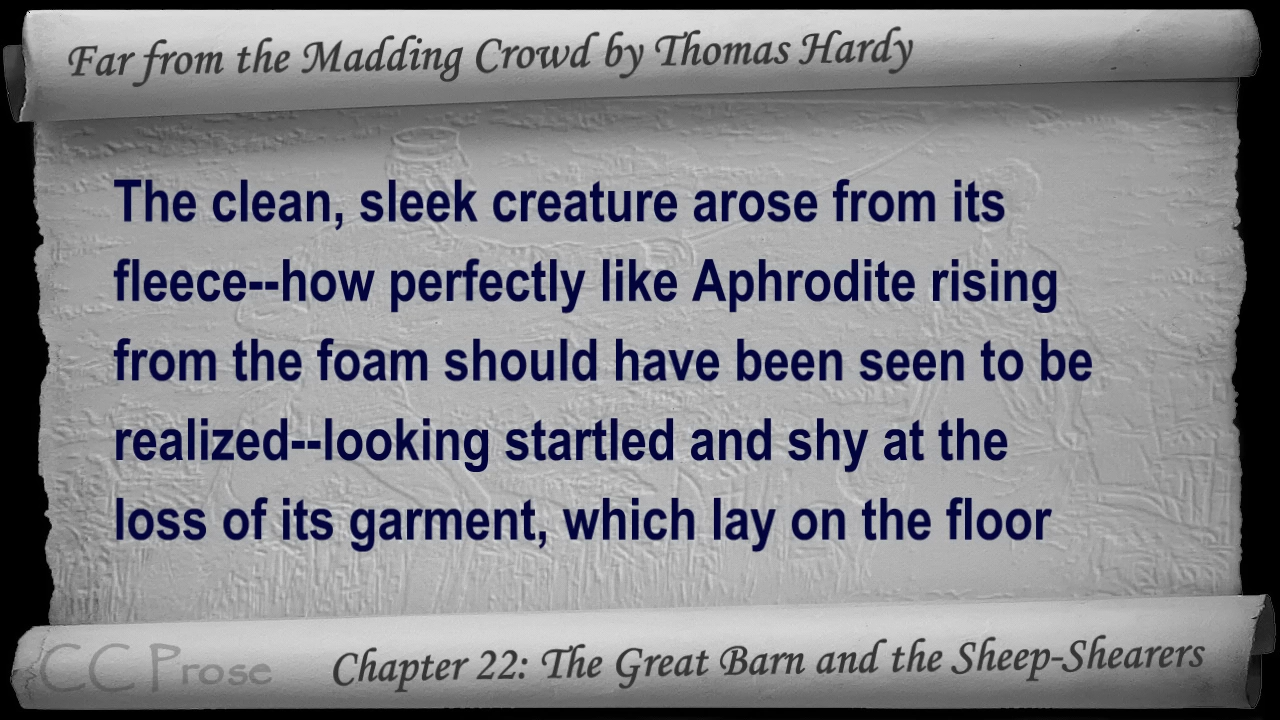 Far from the Madding Crowd by Thomas Hardy
The clean, sleek creature arose from its
fleece--how perfectly like Aphrodite rising
from the foam should have been seen to be
realized--looking startled and shy at the
loss of its garment, which lay on the floor
CC Prose
Chapter 22: The Great Barn and the Sheep-Shearers